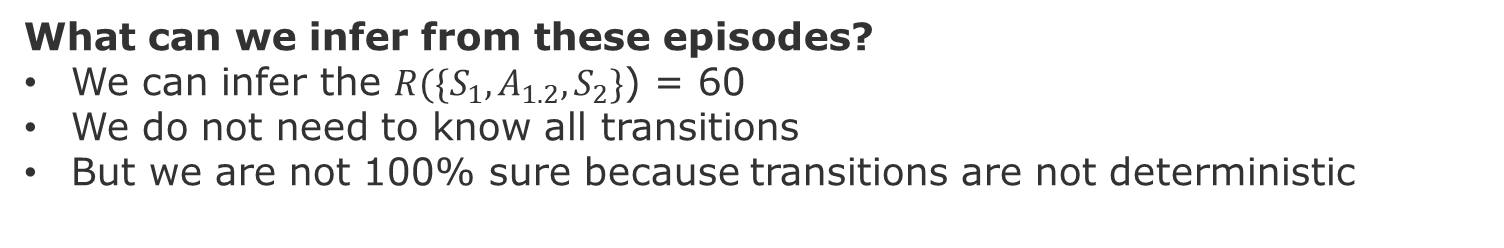 What can we infer from these episodes?
• We can infer the R({S₁, A₁.₂, S₂}) = 60
• We do not need to know all transitions
• But we are not 100% sure because transitions are not deterministic